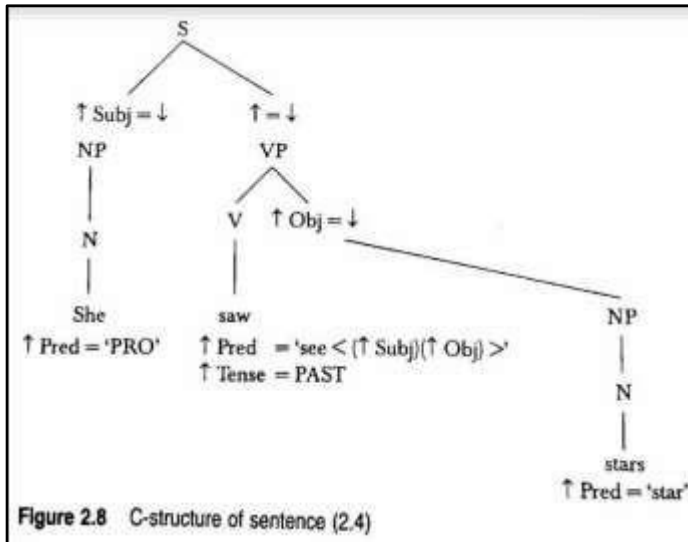 S
↑ Subj = ↓ ↑ = ↓
NP VP
V ↑ Obj = ↓
N
She saw NP
↑ Pred = ‘PRO’ ↑ Pred = ‘see < (↑ Subj)(↑ Obj) >’
↑ Tense = PAST N
stars
↑ Pred = ‘star’
Figure 2.8 C-structure of sentence (2.4)